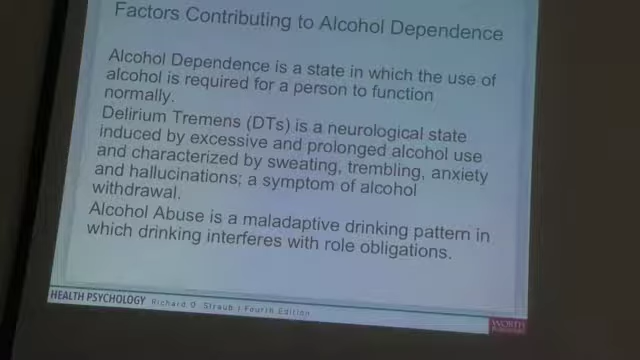 Factors Contributing to Alcohol Dependence
Alcohol Dependence is a state in which the use of
alcohol is required for a person to function
normally.
Delirium Tremens (DTs) is a neurological state
induced by excessive and prolonged alcohol use
and characterized by sweating, trembling, anxiety
and hallucinations; a symptom of alcohol
withdrawal.
Alcohol Abuse is a maladaptive drinking pattern in
which drinking interferes with role obligations.
HEALTH PSYCHOLOGY Richard O. Straub | Fourth Edition
WORTH